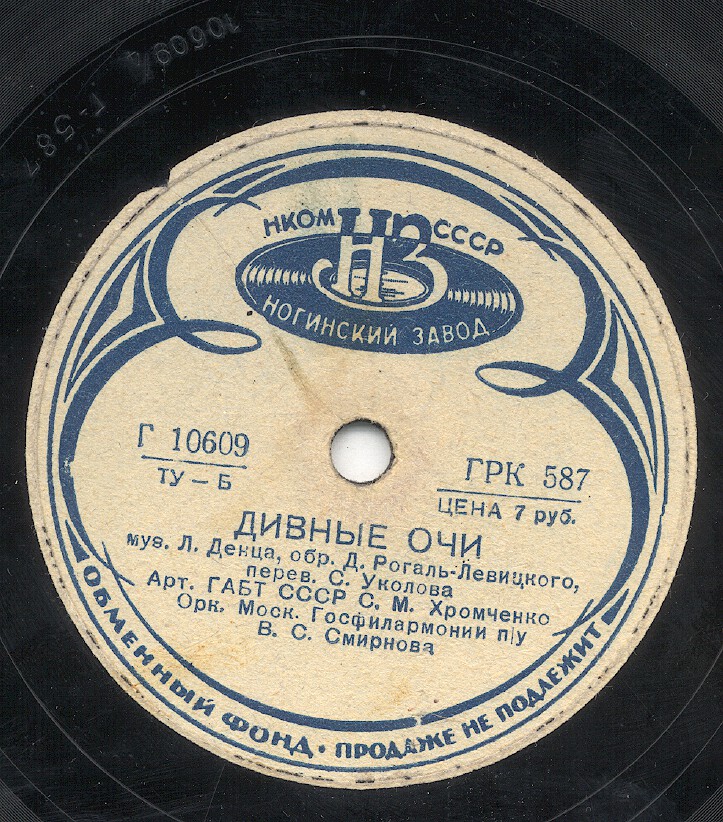 10609
Г-587
НКОМ НЗ СССР
НОГИНСКИЙ ЗАВОД
Г 10609
ТУ – Б
ГРК 587
ЦЕНА 7 руб.
ДИВНЫЕ ОЧИ
муз. Л. Денца, обр. Д. Рогаль-Левицкого,
перев. С. Уколова
Арт. ГАБТ СССР С. М. Хромченко
Орк. Моск. Госфилармонии п/у
В. С. Смирнова
ОБМЕННЫЙ ФОНД • ПРОДАЖЕ НЕ ПОДЛЕЖИТ